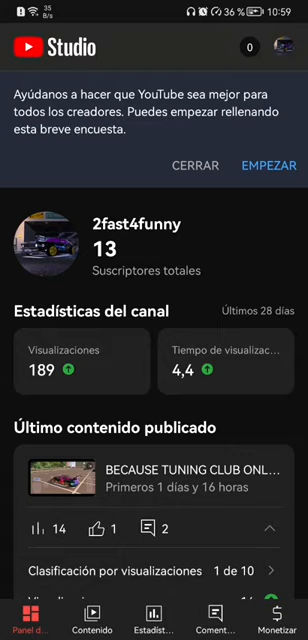 35
B/s
36 %
10:59
Studio
0
Ayúdanos a hacer que YouTube sea mejor para
todos los creadores. Puedes empezar rellenando
esta breve encuesta.
CERRAR
EMPEZAR
2fast4funny
13
Suscriptores totales
Estadísticas del canal
Últimos 28 días
Visualizaciones
189
Tiempo de visualizac...
4,4
Último contenido publicado
BECAUSE TUNING CLUB ONL...
Primeros 1 días y 16 horas
14
1
2
Clasificación por visualizaciones
1 de 10
Panel d...
Contenido
Estadíst...
Coment...
Monetizar